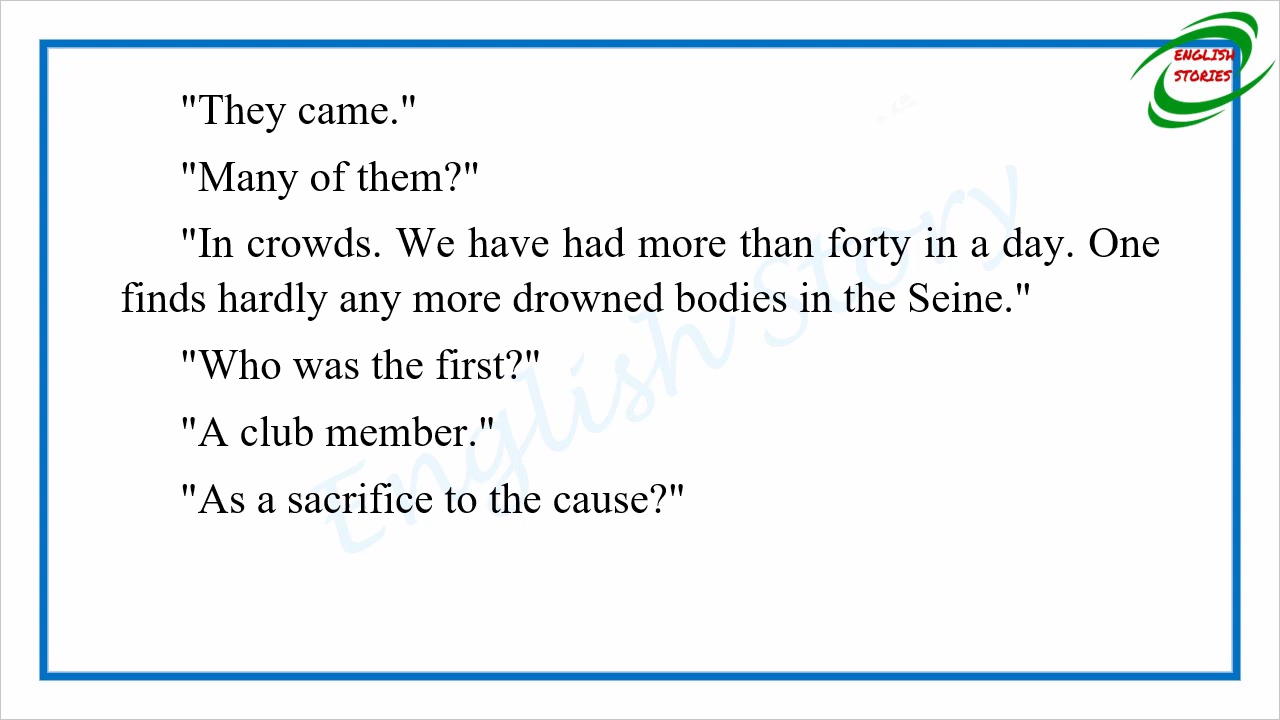 ENGLISH
STORIES
"They came."
"Many of them?"
"In crowds. We have had more than forty in a day. One
finds hardly any more drowned bodies in the Seine."
"Who was the first?"
"A club member."
"As a sacrifice to the cause?"
English Story